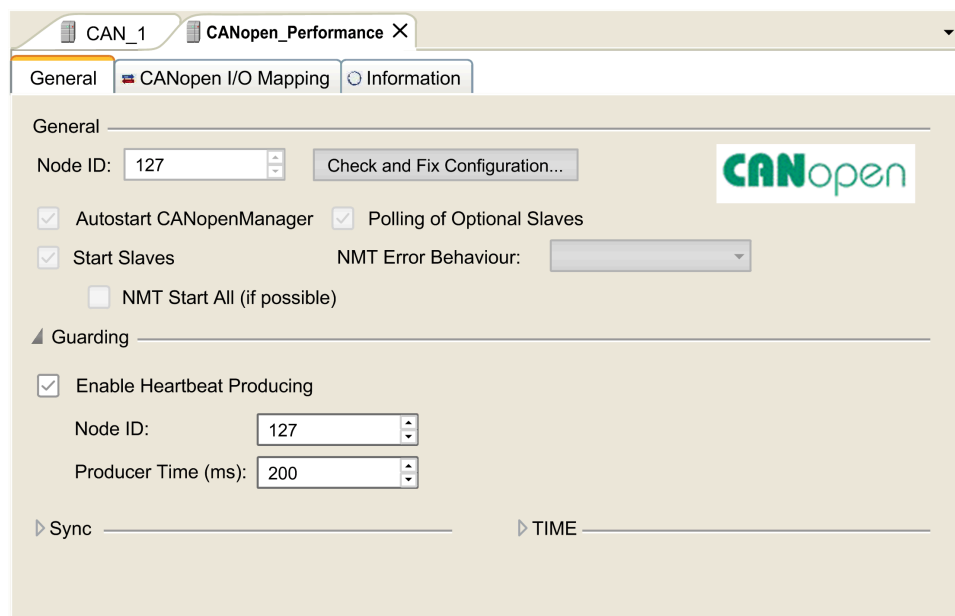 CAN_1 CANopen_Performance
General CANopen I/O Mapping Information
General
Node ID: 127 Check and Fix Configuration... CANopen
Autostart CANopenManager Polling of Optional Slaves
Start Slaves NMT Error Behaviour:
NMT Start All (if possible)
Guarding
Enable Heartbeat Producing
Node ID: 127
Producer Time (ms): 200
Sync TIME